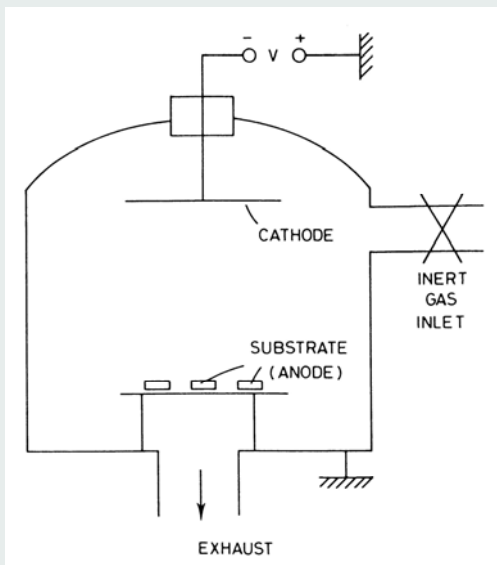 - V +
CATHODE
INERT
GAS
INLET
SUBSTRATE
(ANODE)
EXHAUST